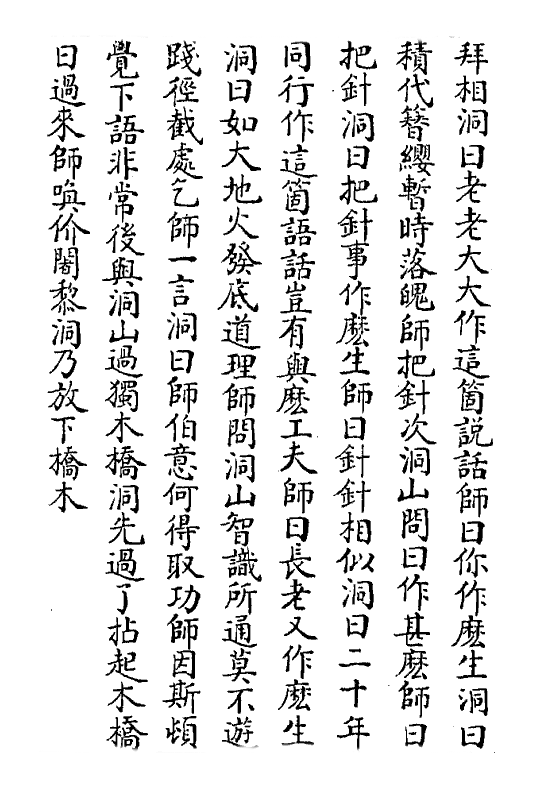 拜相洞曰老老大大作這箇説話師曰你作麽生洞曰
積代簪纓暫時落魄師把針次洞山問曰作甚麽師曰
把針洞曰把針事作麽生師曰針針相似洞曰二十年
同行作這箇語話豈有與麽工夫師曰長老又作麽生
洞曰如大地火發底道理師問洞山智識所通莫不遊
踐徑截處乞師一言洞曰師伯意何得取功師因斯頓
覺下語非常後與洞山過獨木橋洞先過了拈起木橋
曰過來師喚价闍黎洞乃放下橋木